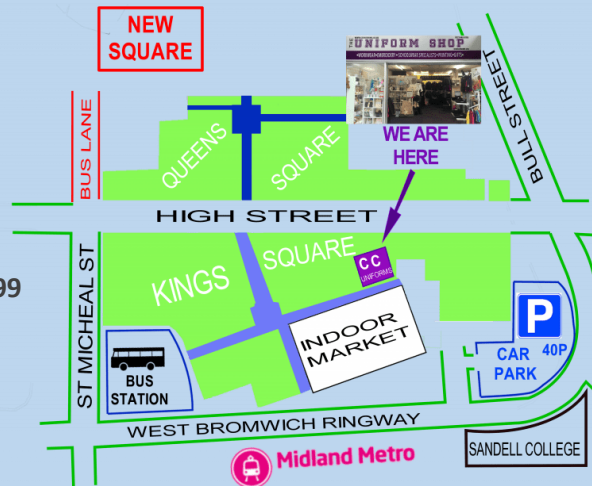 NEW
SQUARE
THE UNIFORM SHOP
BUS LANE
QUEENS
SQUARE
WE ARE
HERE
BULL STREET
HIGH STREET
ST MICHEAL ST
99
KINGS
SQUARE
CC
UNIFORMS
INDOOR
MARKET
BUS
STATION
P
CAR
PARK
40P
WEST BROMWICH RINGWAY
SANDELL COLLEGE
Midland Metro